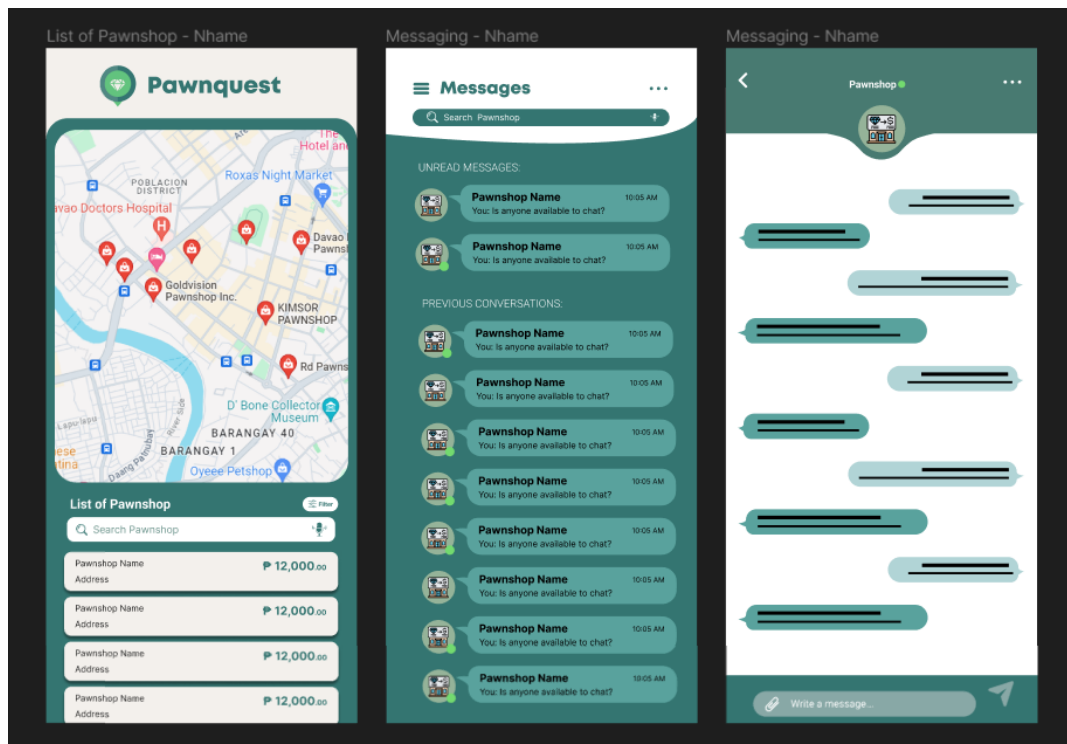 List of Pawnshop - Nhame
Pawnquest
The
Hotel and
POBLACION
DISTRICT
Roxas Night Market
Davao Doctors Hospital
Davao
Goldvision
Pawnshop Inc.
KIMSOR
PAWNSHOP
Rd Pawns
D' Bone Collector
Museum
Lapu-lapu
River Side
BARANGAY 40
BARANGAY 1
Daang Patnubay
Oyeee Petshop
List of Pawnshop
Filter
Search Pawnshop
Pawnshop Name
₱ 12,000.00
Address
Pawnshop Name
₱ 12,000.00
Address
Pawnshop Name
₱ 12,000.00
Address
Pawnshop Name
₱ 12,000.00
Address
Messaging - Nhame
Messages
Search Pawnshop
UNREAD MESSAGES:
Pawnshop Name 10:05 AM
You: Is anyone available to chat?
Pawnshop Name 10:05 AM
You: Is anyone available to chat?
PREVIOUS CONVERSATIONS:
Pawnshop Name 10:05 AM
You: Is anyone available to chat?
Pawnshop Name 10:05 AM
You: Is anyone available to chat?
Pawnshop Name 10:05 AM
You: Is anyone available to chat?
Pawnshop Name 10:05 AM
You: Is anyone available to chat?
Pawnshop Name 10:05 AM
You: Is anyone available to chat?
Pawnshop Name 10:05 AM
You: Is anyone available to chat?
Pawnshop Name 10:05 AM
You: Is anyone available to chat?
Pawnshop Name 10:05 AM
You: Is anyone available to chat?
Messaging - Nhame
Pawnshop
Write a message...